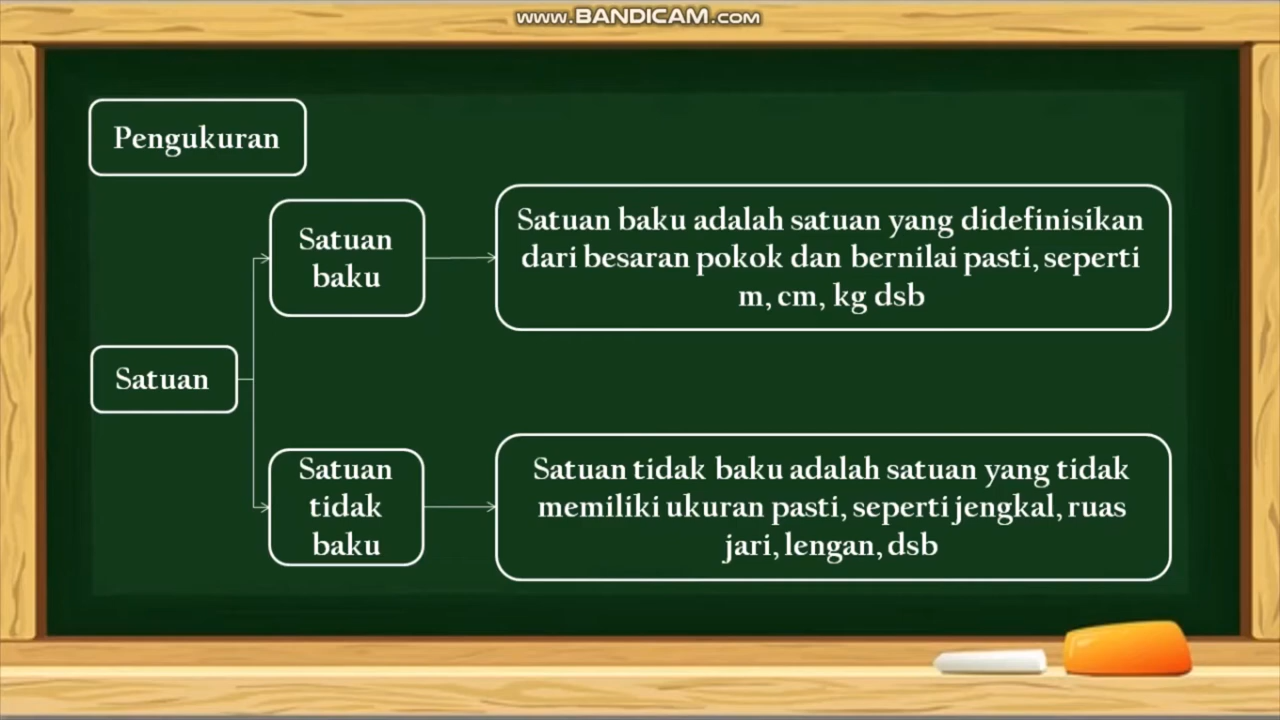 www.BANDICAM.com
Pengukuran
Satuan
baku
Satuan baku adalah satuan yang didefinisikan
dari besaran pokok dan bernilai pasti, seperti
m, cm, kg dsb
Satuan
Satuan
tidak
baku
Satuan tidak baku adalah satuan yang tidak
memiliki ukuran pasti, seperti jengkal, ruas
jari, lengan, dsb